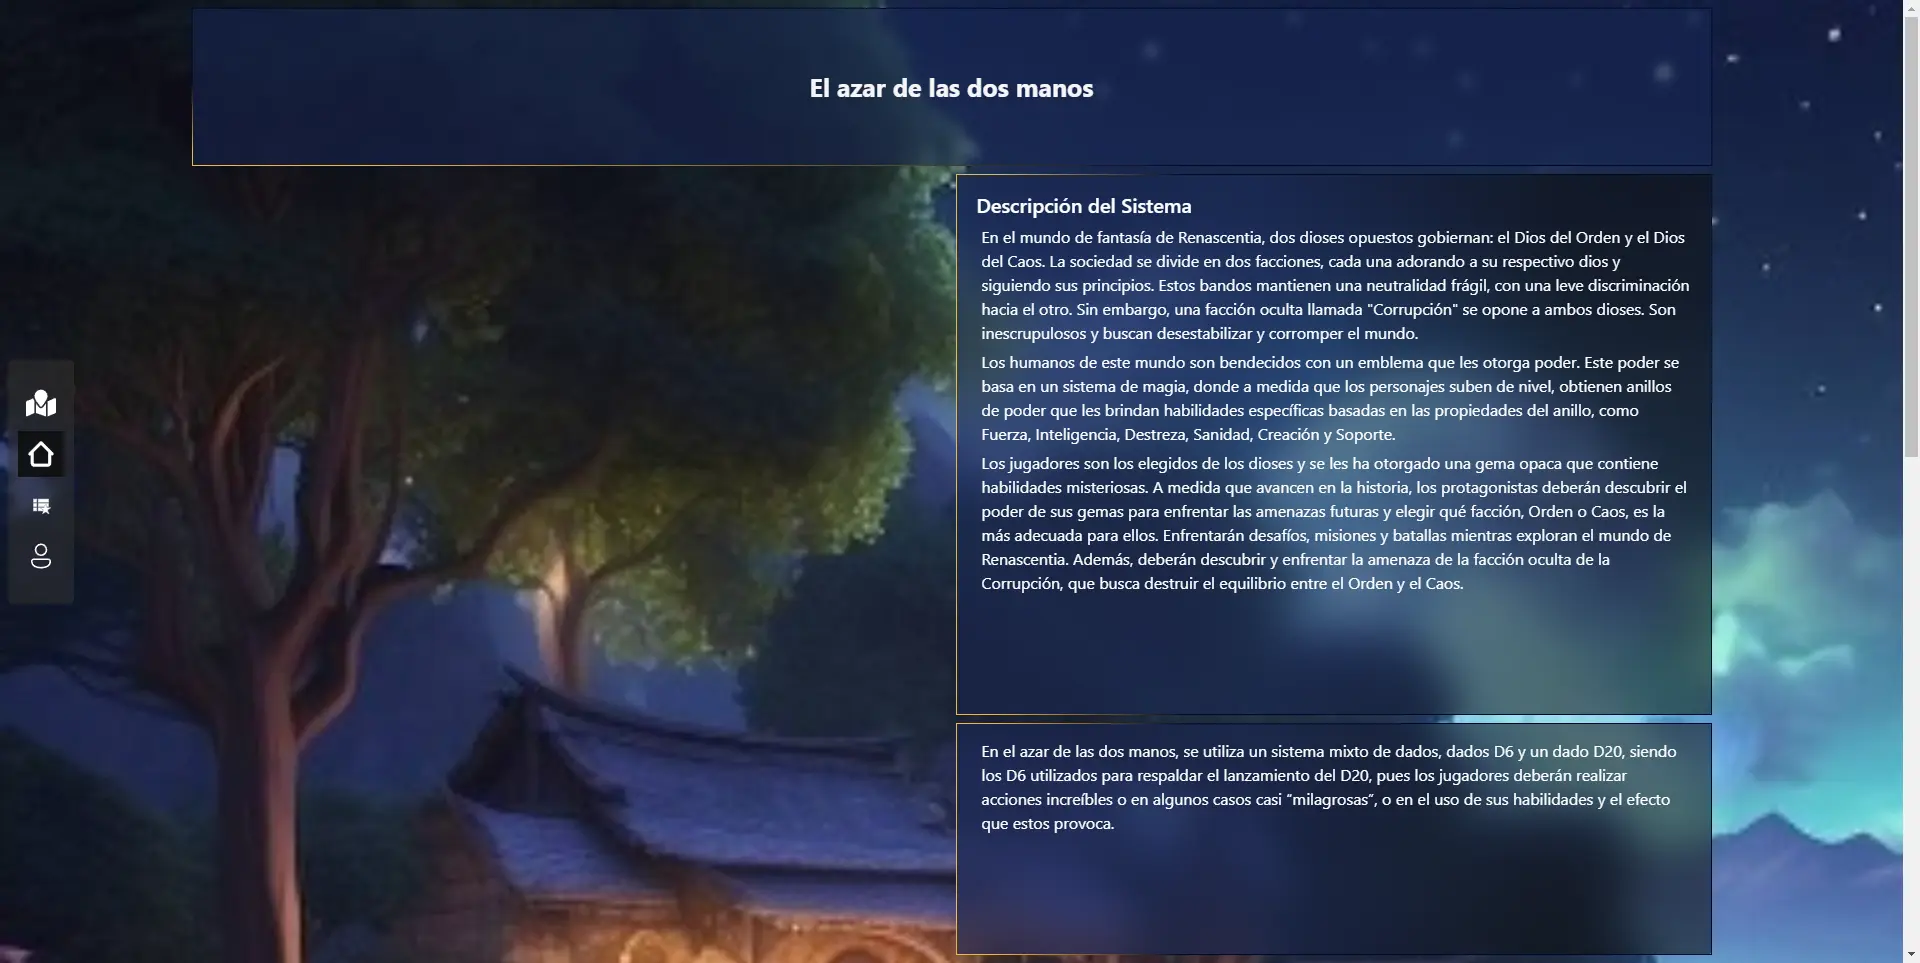 El azar de las dos manos
Descripción del Sistema
En el mundo de fantasía de Renascentia, dos dioses opuestos gobiernan: el Dios del Orden y el Dios
del Caos. La sociedad se divide en dos facciones, cada una adorando a su respectivo dios y
siguiendo sus principios. Estos bandos mantienen una neutralidad frágil, con una leve discriminación
hacia el otro. Sin embargo, una facción oculta llamada "Corrupción" se opone a ambos dioses. Son
inescrupulosos y buscan desestabilizar y corromper el mundo.
Los humanos de este mundo son bendecidos con un emblema que les otorga poder. Este poder se
basa en un sistema de magia, donde a medida que los personajes suben de nivel, obtienen anillos
de poder que les brindan habilidades específicas basadas en las propiedades del anillo, como
Fuerza, Inteligencia, Destreza, Sanidad, Creación y Soporte.
Los jugadores son los elegidos de los dioses y se les ha otorgado una gema opaca que contiene
habilidades misteriosas. A medida que avancen en la historia, los protagonistas deberán descubrir el
poder de sus gemas para enfrentar las amenazas futuras y elegir qué facción, Orden o Caos, es la
más adecuada para ellos. Enfrentarán desafíos, misiones y batallas mientras exploran el mundo de
Renascentia. Además, deberán descubrir y enfrentar la amenaza de la facción oculta de la
Corrupción, que busca destruir el equilibrio entre el Orden y el Caos.
En el azar de las dos manos, se utiliza un sistema mixto de dados, dados D6 y un dado D20, siendo
los D6 utilizados para respaldar el lanzamiento del D20, pues los jugadores deberán realizar
acciones increíbles o en algunos casos casi “milagrosas”, o en el uso de sus habilidades y el efecto
que estos provoca.